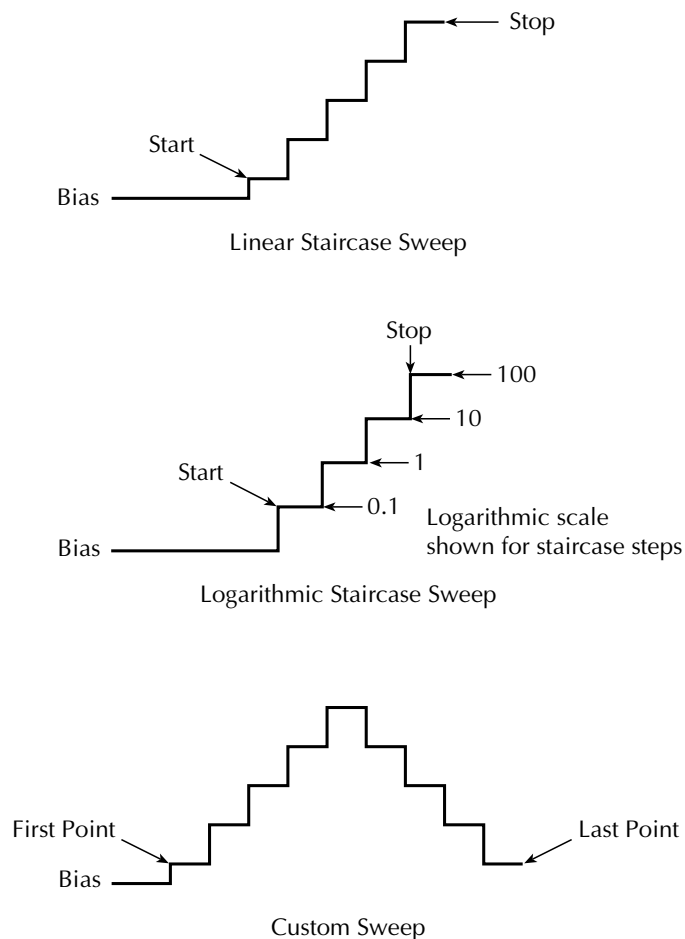 Stop
Start
Bias
Linear Staircase Sweep
Stop
100
10
1
Start
0.1
Logarithmic scale
shown for staircase steps
Bias
Logarithmic Staircase Sweep
First Point
Last Point
Bias
Custom Sweep